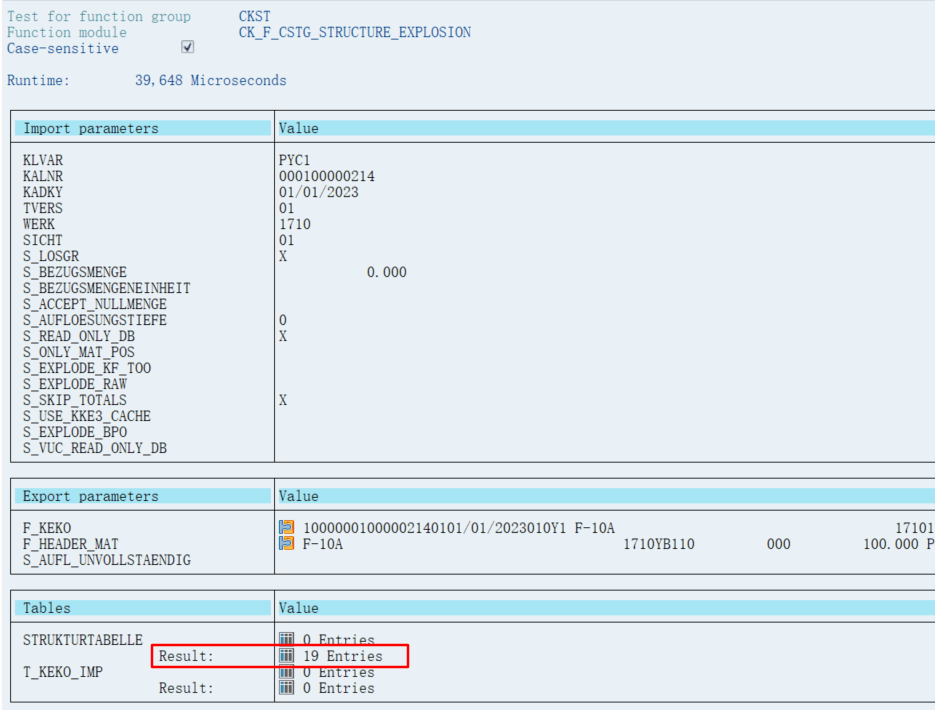 Test for function group CKST
Function module CK_F_CSTG_STRUCTURE_EXPLOSION
Case-sensitive
Runtime: 39,648 Microseconds
Import parameters Value
KLVAR PYC1
KALNR 000100000214
KADKY 01/01/2023
TVERS 01
WERK 1710
SICHT 01
S_LOSGR X
S_BEZUGSMENGE 0.000
S_BEZUGSMENGENEINHEIT
S_ACCEPT_NULLMENGE
S_AUFLOESUNGSTIEFE 0
S_READ_ONLY_DB X
S_ONLY_MAT_POS
S_EXPLODE_KF_TOO
S_EXPLODE_RAW
S_SKIP_TOTALS X
S_USE_KKE3_CACHE
S_EXPLODE_BPO
S_VUC_READ_ONLY_DB
Export parameters Value
F_KEKO 10000001000002140101/01/2023010Y1 F-10A 17101
F_HEADER_MAT F-10A 1710YB110 000 100.000 P
S_AUFL_UNVOLLSTAENDIG
Tables Value
STRUKTURTABELLE 0 Entries
Result: 19 Entries
T_KEKO_IMP 0 Entries
Result: 0 Entries